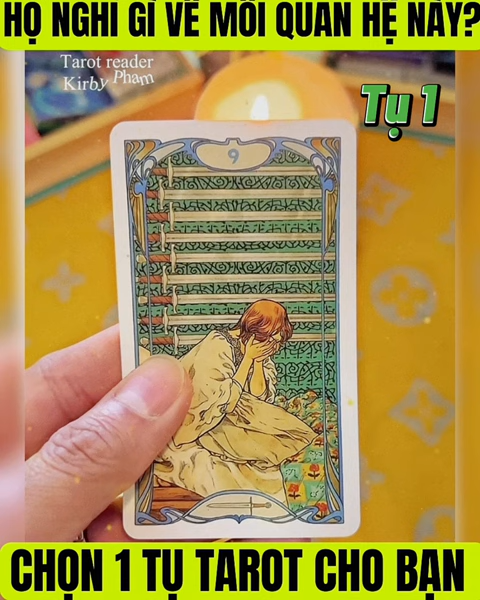 HỌ NGHĨ GÌ VỀ MỐI QUAN HỆ NÀY?
Tarot reader
Kirby Pham
Tụ 1
9
CHỌN 1 TỤ TAROT CHO BẠN